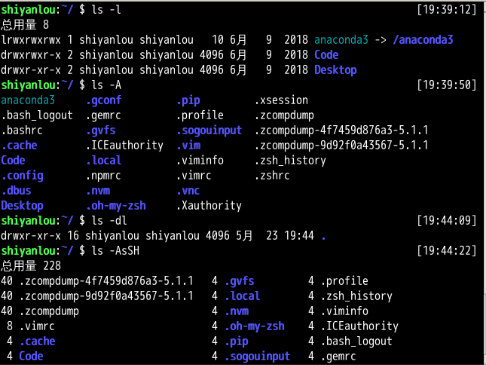 shiyanlou:~/ $ ls -l [19:39:12]
总用量 8
lrwxrwxrwx 1 shiyanlou shiyanlou 10 6月 9 2018 anaconda3 -> /anaconda3
drwxr-xr-x 2 shiyanlou shiyanlou 4096 6月 9 2018 Code
drwxr-xr-x 2 shiyanlou shiyanlou 4096 6月 9 2018 Desktop
shiyanlou:~/ $ ls -A [19:39:50]
anaconda3 .gconf .pip .xsession
.bash_logout .gemrc .profile .zcompdump
.bashrc .gvfs .sogouinput .zcompdump-4f7459d876a3-5.1.1
.cache .ICEauthority .vim .zcompdump-9d92f0a43567-5.1.1
Code .local .viminfo .zsh_history
.config .npmrc .vimrc .zshrc
.dbus .nvm .vnc
Desktop .oh-my-zsh .Xauthority
shiyanlou:~/ $ ls -dl [19:44:09]
drwxr-xr-x 16 shiyanlou shiyanlou 4096 5月 23 19:44 .
shiyanlou:~/ $ ls -AsSH [19:44:22]
总用量 228
40 .zcompdump-4f7459d876a3-5.1.1 4 .gvfs 4 .profile
40 .zcompdump-9d92f0a43567-5.1.1 4 .local 4 .zsh_history
40 .zcompdump 4 .nvm 4 .viminfo
8 .vimrc 4 .oh-my-zsh 4 .ICEauthority
4 .cache 4 .pip 4 .bash_logout
4 Code 4 .sogouinput 4 .gemrc